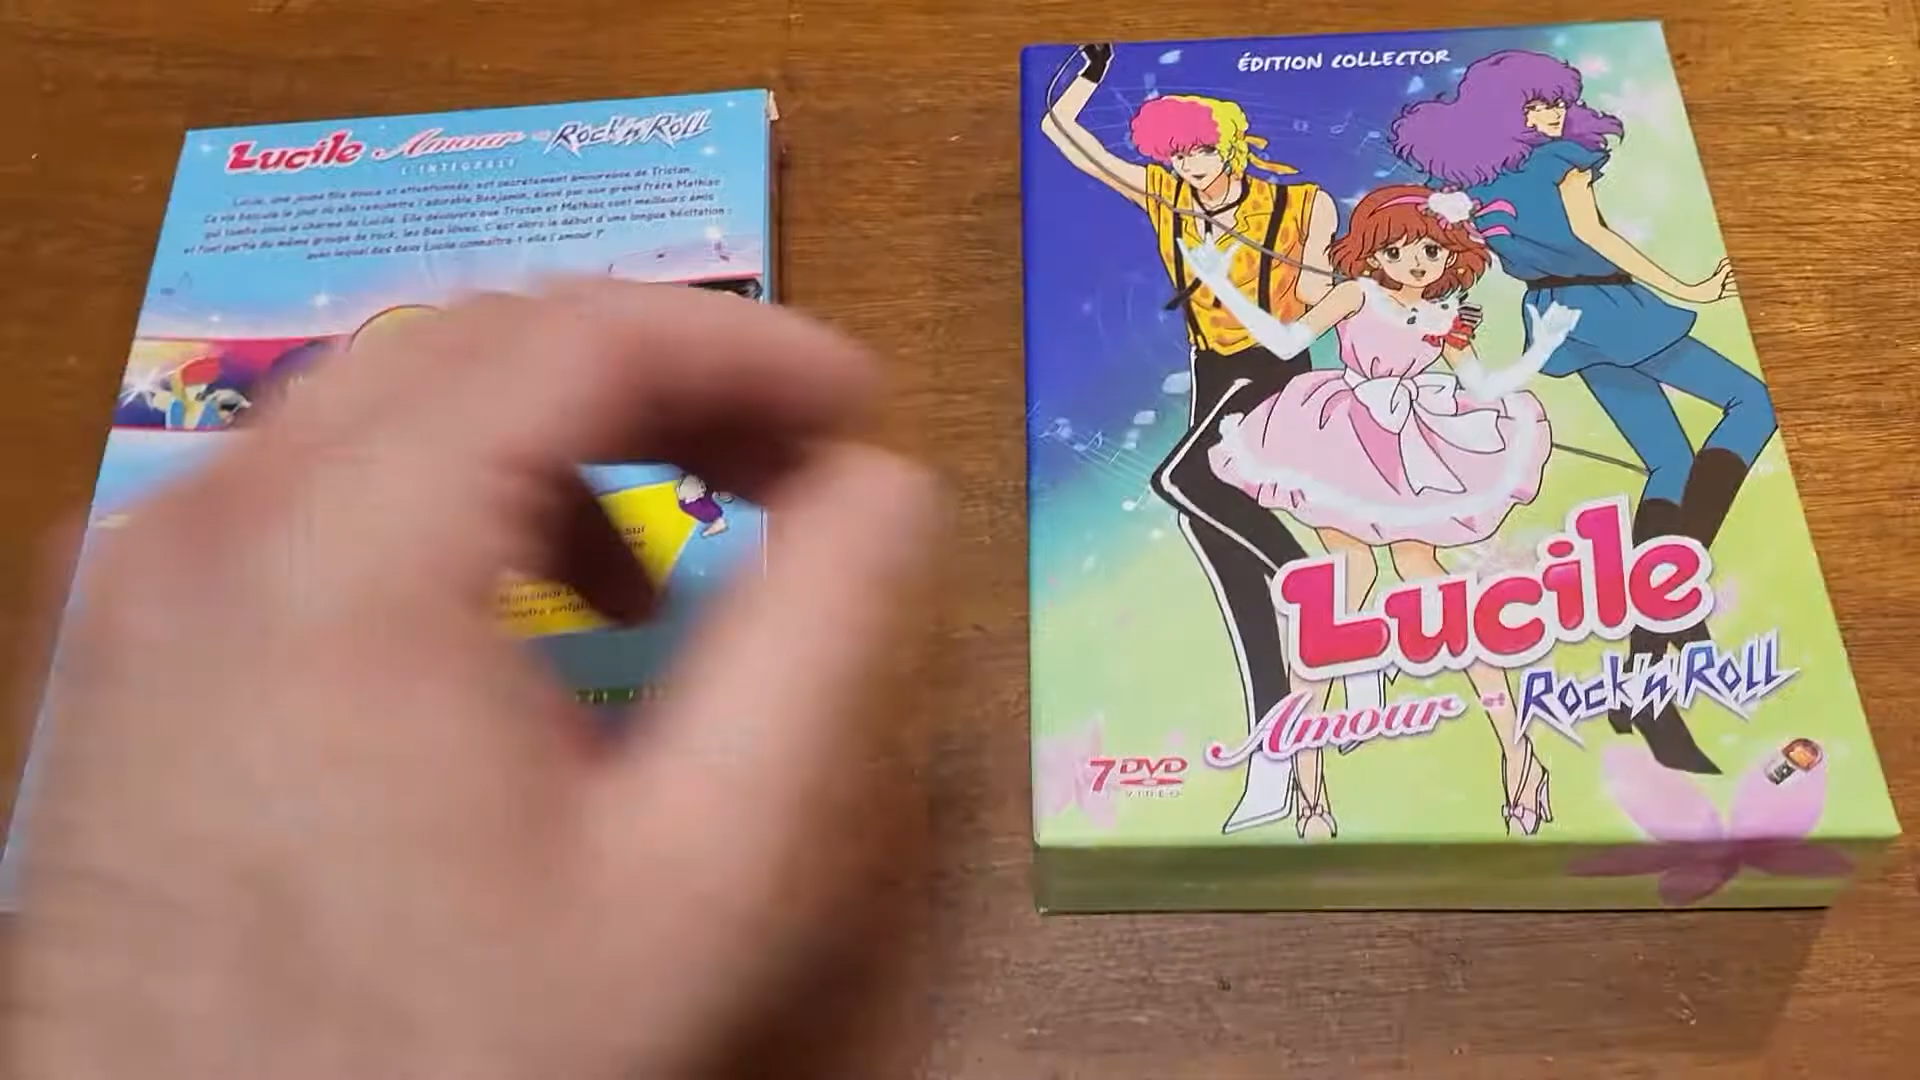 Lucile Amour et Rock'n'Roll
L'INTÉGRALE
Lucile, une jeune fille douce et attentionnée, est secrètement amoureuse de Tristan.
Sa vie bascule le jour où elle rencontre l'adorable Benjamin, élevé par son grand frère Mathias
qui tombe sous le charme de Lucile. Elle découvre que Tristan et Mathias sont meilleurs amis
et font partie du même groupe de rock, les Bee Hives. C'est alors le début d'une longue hésitation :
avec lequel des deux Lucile connaîtra-t-elle l'amour ?
sur
ÉDITION COLLECTOR
Lucile
Amour et Rock'n'Roll
7 DVD
VIDEO